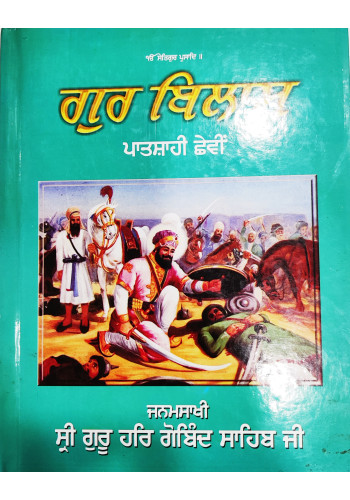 ੴ ਸਤਿਗੁਰ ਪ੍ਰਸਾਦਿ ॥
ਗੁਰ ਬਿਲਾਸ
ਪਾਤਸ਼ਾਹੀ ਛੇਵੀਂ
ਜਨਮਸਾਖੀ
ਸ੍ਰੀ ਗੁਰੂ ਹਰਿ ਗੋਬਿੰਦ ਸਾਹਿਬ ਜੀ